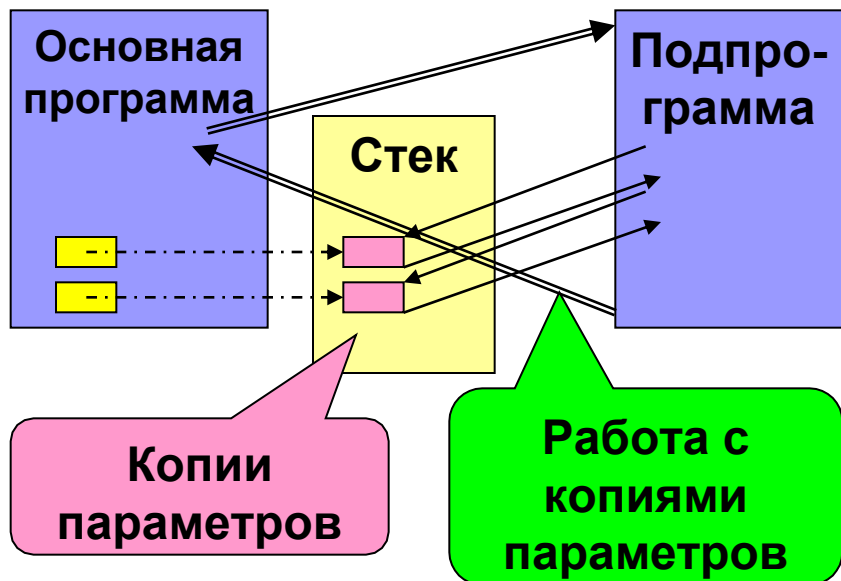 Основная
программа
Стек
Подпро-
грамма
Копии
параметров
Работа с
копиями
параметров